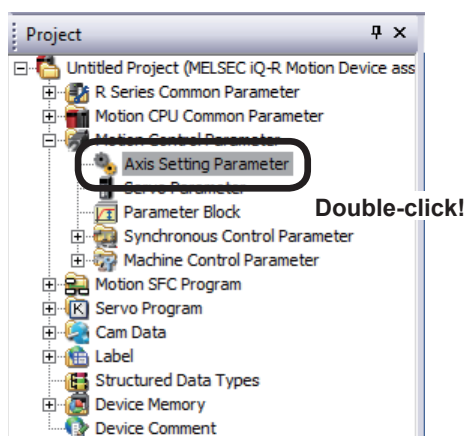 Project
Untitled Project (MELSEC iQ-R Motion Device ass
R Series Common Parameter
Motion CPU Common Parameter
Motion Control Parameter
Axis Setting Parameter
Servo Parameter
Parameter Block
Double-click!
Synchronous Control Parameter
Machine Control Parameter
Motion SFC Program
Servo Program
Cam Data
Label
Structured Data Types
Device Memory
Device Comment